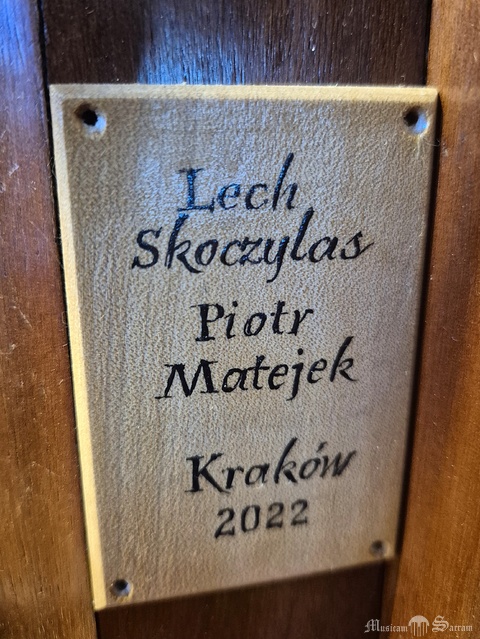 Lech
Skoczylas
Piotr
Matejek
Kraków
2022
Musicam Sacram